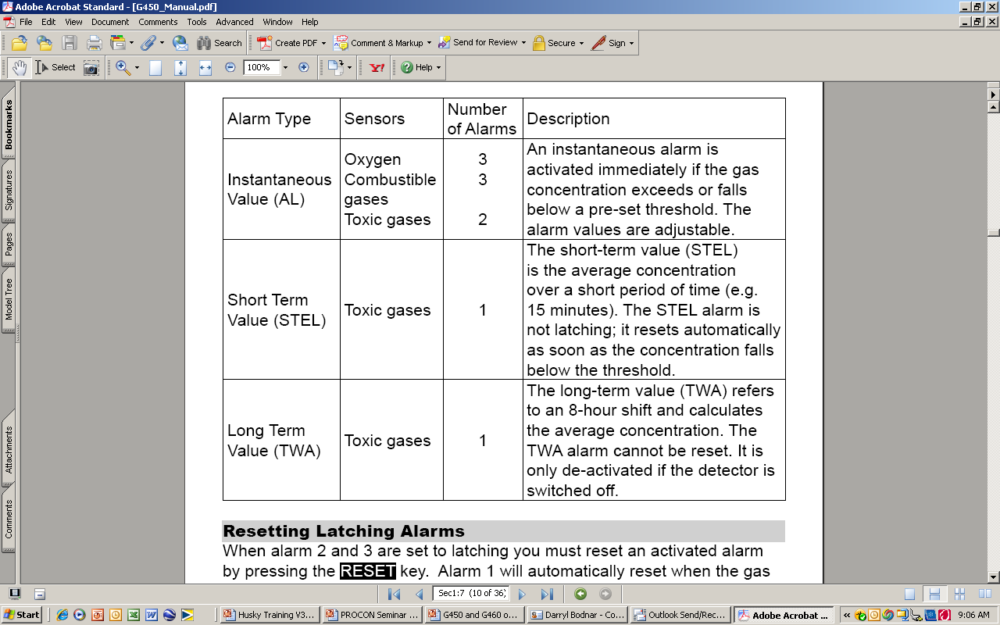 Adobe Acrobat Standard - [G450_Manual.pdf]
File Edit View Document Comments Tools Advanced Window Help
Search Create PDF Comment & Markup Send for Review Secure Sign
Select 100% Y! Help
Bookmarks
Signatures
Pages
Model Tree
Attachments
Comments
Alarm Type Sensors Number of Alarms Description
Instantaneous
Value (AL)
Oxygen 3
Combustible 3
gases
Toxic gases 2
An instantaneous alarm is
activated immediately if the gas
concentration exceeds or falls
below a pre-set threshold. The
alarm values are adjustable.
Short Term
Value (STEL)
Toxic gases
1
The short-term value (STEL)
is the average concentration
over a short period of time (e.g.
15 minutes). The STEL alarm is
not latching; it resets automatically
as soon as the concentration falls
below the threshold.
Long Term
Value (TWA)
Toxic gases
1
The long-term value (TWA) refers
to an 8-hour shift and calculates
the average concentration. The
TWA alarm cannot be reset. It is
only de-activated if the detector is
switched off.
Resetting Latching Alarms
When alarm 2 and 3 are set to latching you must reset an activated alarm
by pressing the RESET key. Alarm 1 will automatically reset when the gas
Sec1:7 (10 of 36)
Start Husky Training V3... PROCON Seminar ... G450 and G460 o... Darryl Bodnar - Co... Outlook Send/Rec... Adobe Acrobat ... « 9:06 AM